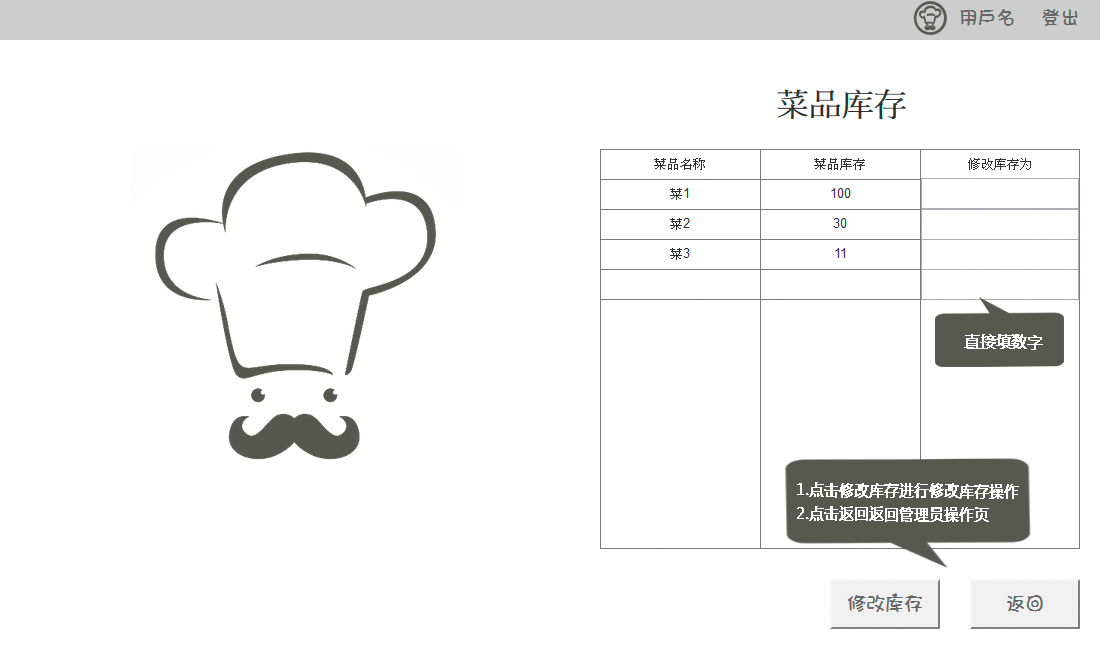 用戶名 登出
菜品库存
菜品名称 菜品库存 修改库存为
菜1 100
菜2 30
菜3 11
直接填数字
1.点击修改库存进行修改库存操作
2.点击返回返回管理员操作页
修改库存 返回